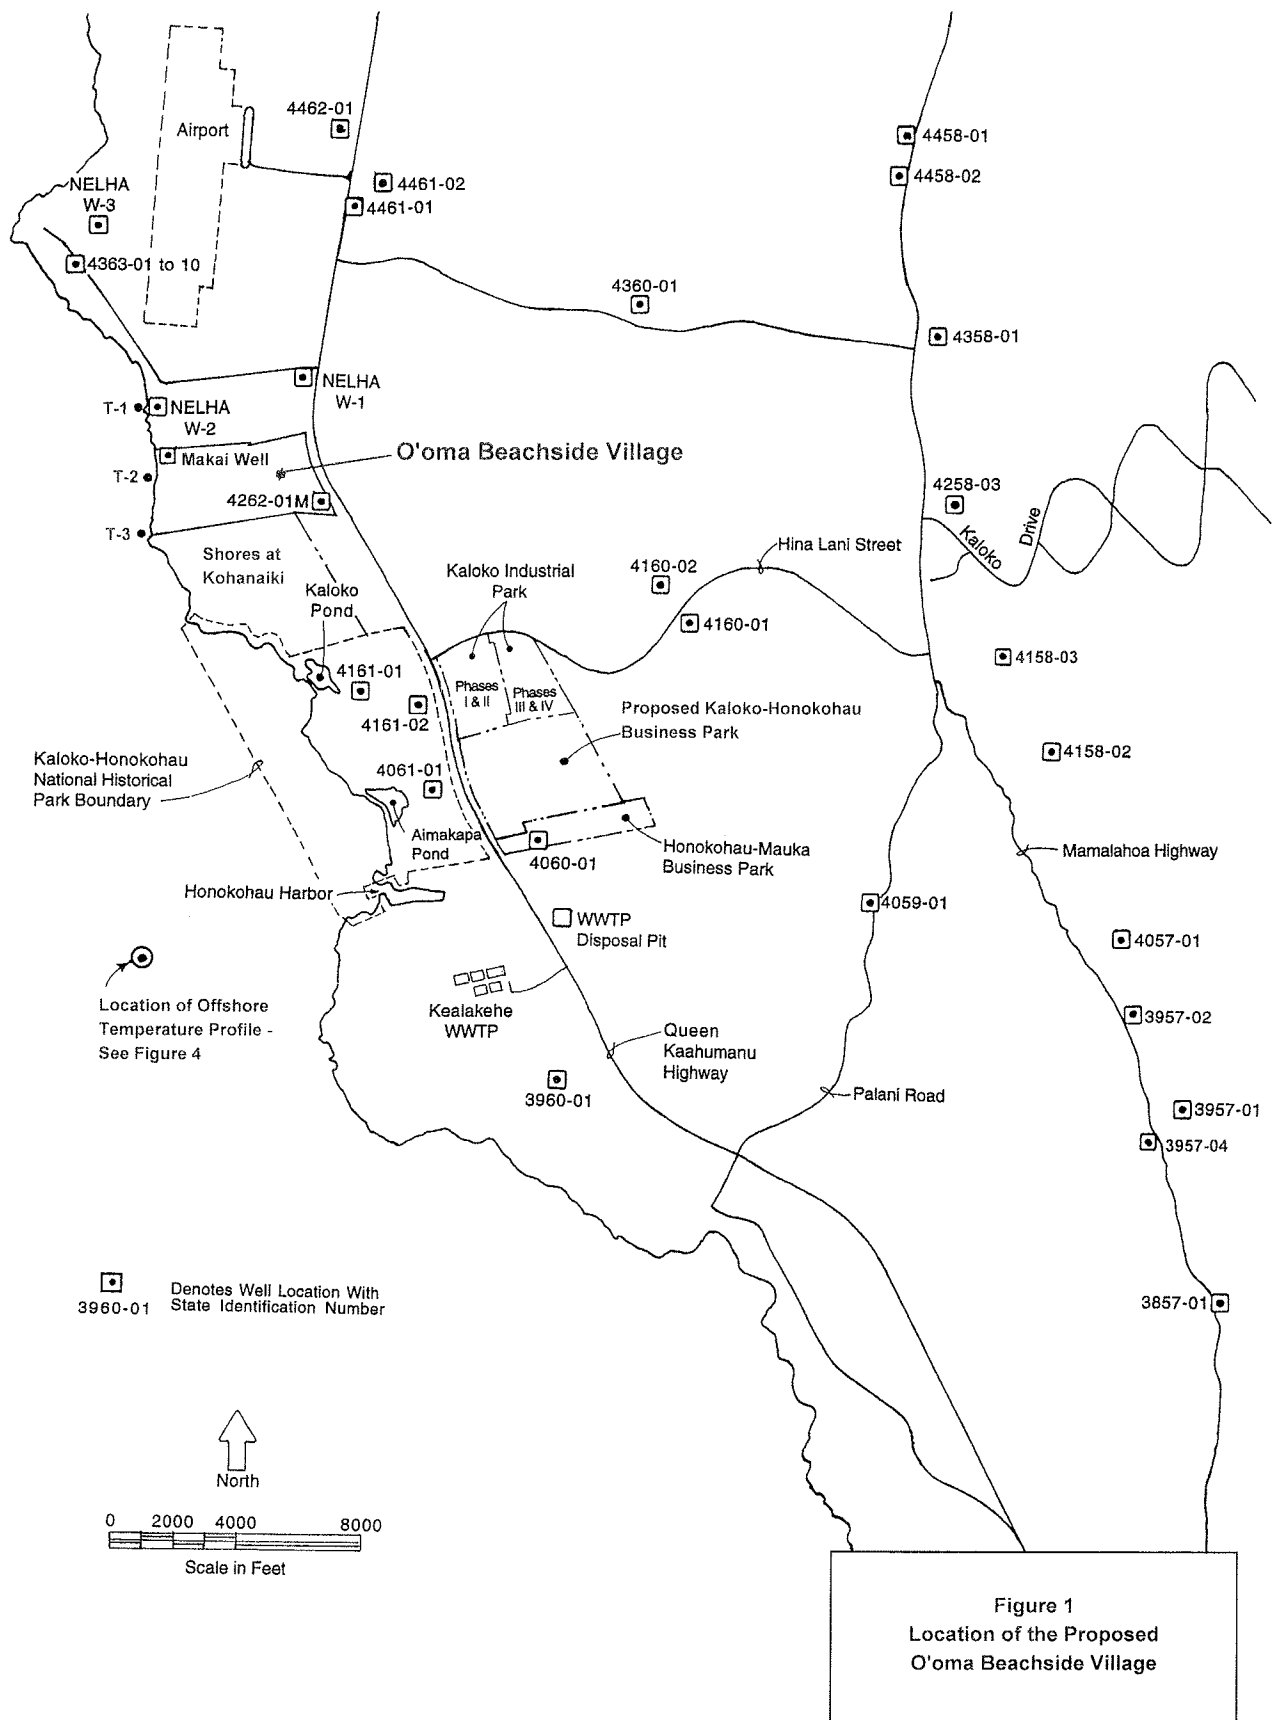 4462-01
Airport
4458-01
4458-02
4461-02
4461-01
NELHA
W-3
4363-01 to 10
4360-01
4358-01
NELHA
W-1
T-1
NELHA
W-2
Makai Well
O'oma Beachside Village
T-2
4262-01M
4258-03
T-3
Kaloko
Drive
Shores at
Kohanaiki
Hina Lani Street
Kaloko Industrial
Park
4160-02
Kaloko
Pond
4160-01
4161-01
4158-03
Phases
I & II
Phases
III & IV
4161-02
Proposed Kaloko-Honokohau
Business Park
4158-02
Kaloko-Honokohau
National Historical
Park Boundary
4061-01
Aimakapa
Pond
4060-01
Honokohau-Mauka
Business Park
Mamalahoa Highway
Honokohau Harbor
4059-01
WWTP
Disposal Pit
4057-01
Location of Offshore
Temperature Profile -
See Figure 4
Kealakehe
WWTP
3957-02
Queen
Kaahumanu
Highway
3960-01
Palani Road
3957-01
3957-04
3960-01
Denotes Well Location With
State Identification Number
3857-01
North
0 2000 4000 8000
Scale in Feet
Figure 1
Location of the Proposed
O'oma Beachside Village